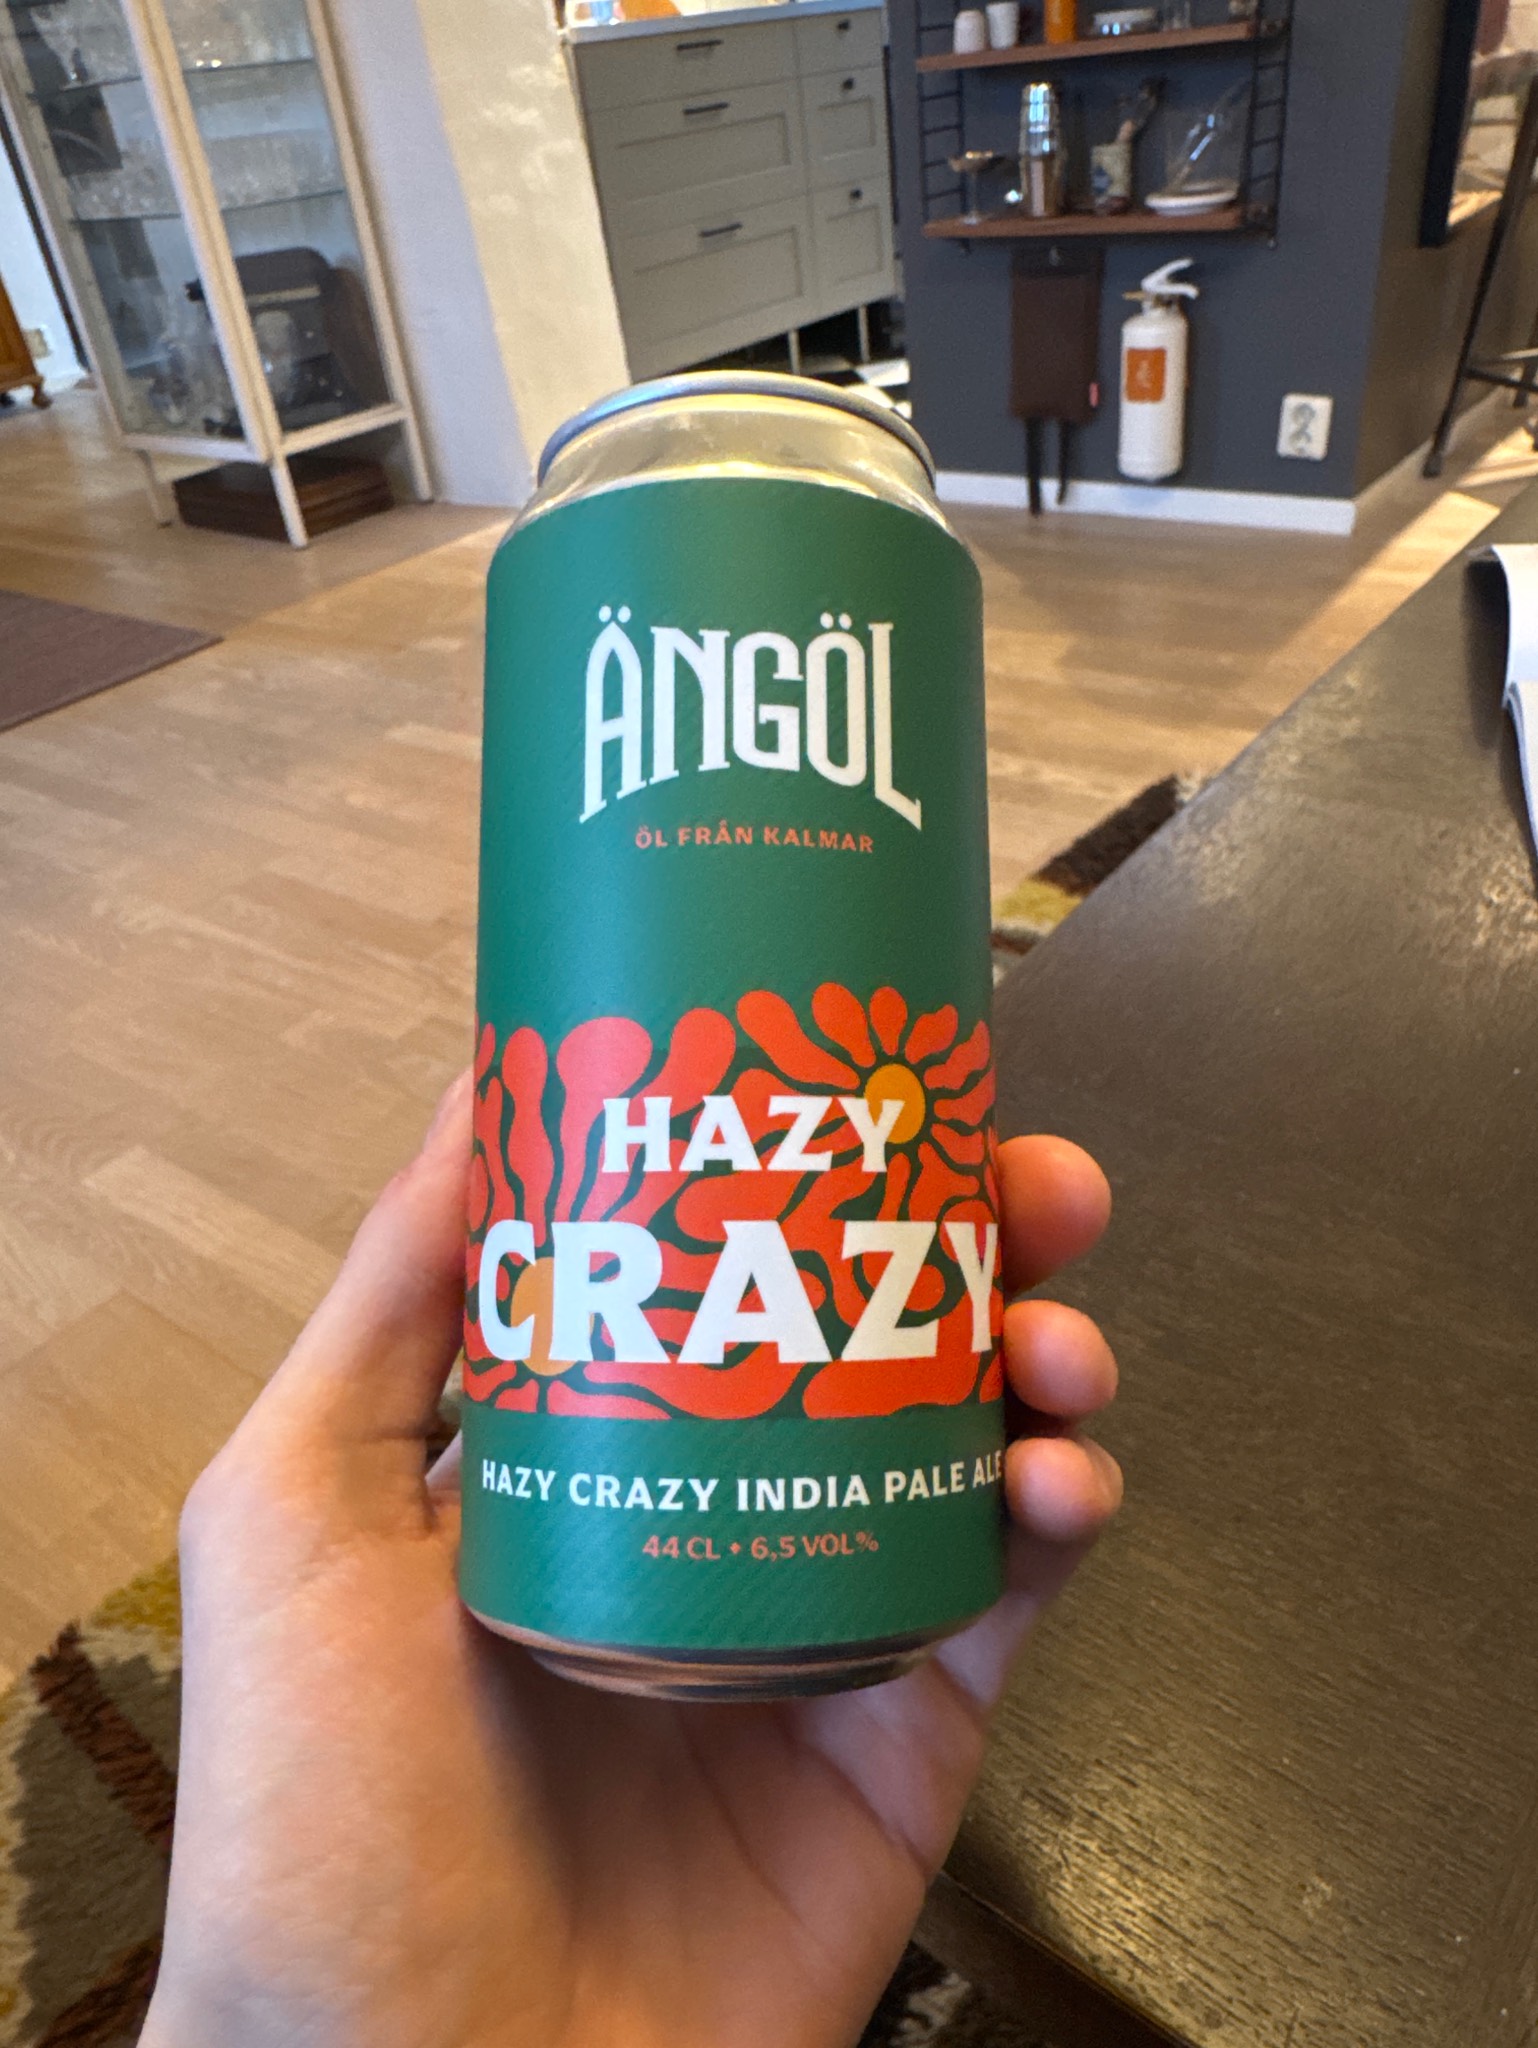 ÄNGÖL
ÖL FRÅN KALMAR
HAZY
CRAZY
HAZY CRAZY INDIA PALE ALE
44 CL • 6,5 VOL%